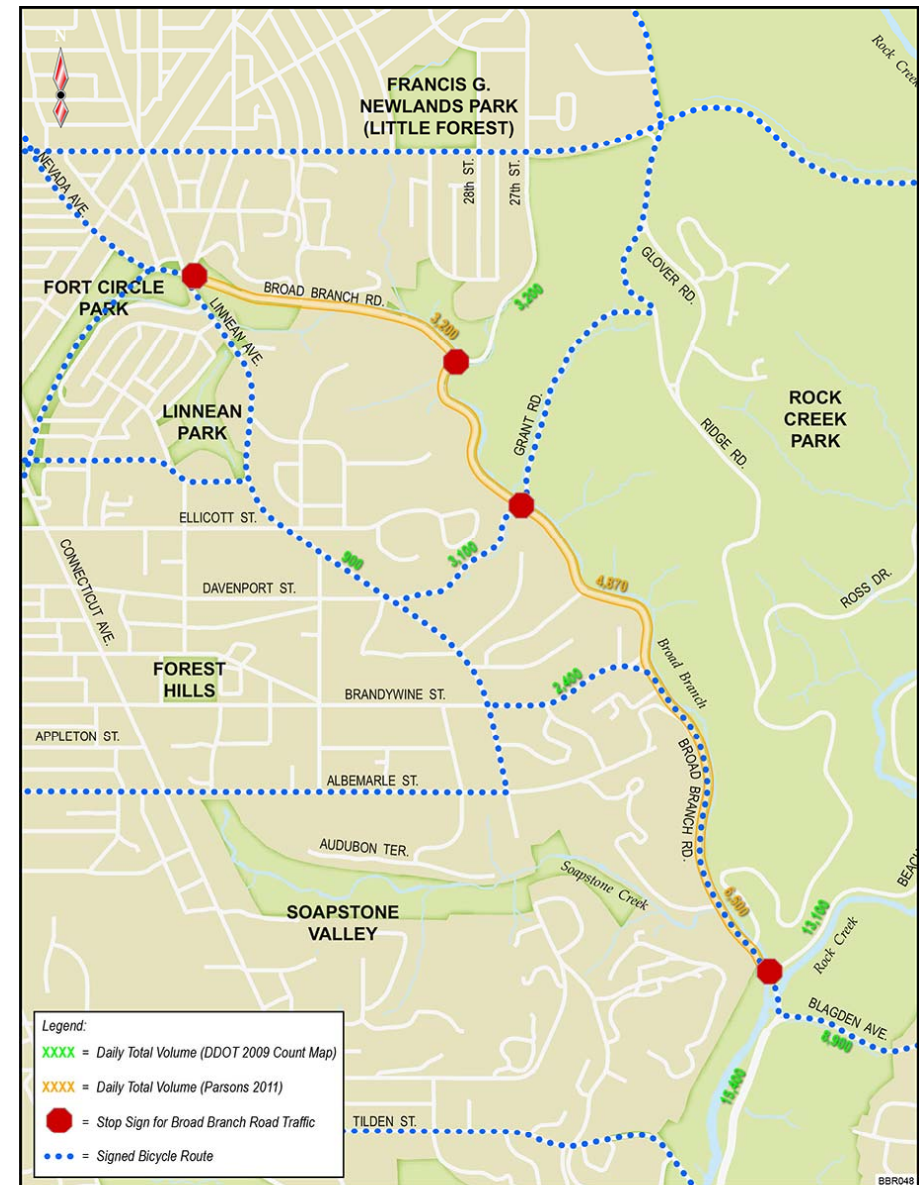 N
Rock Creek
FRANCIS G.
NEWLANDS PARK
(LITTLE FOREST)
NEVADA AVE.
28th ST.
27th ST.
GLOVER RD.
FORT CIRCLE
PARK
BROAD BRANCH RD.
3,200
3,200
LINNEAN AVE.
LINNEAN
PARK
GRANT RD.
ROCK
CREEK
PARK
RIDGE RD.
ELLICOTT ST.
CONNECTICUT AVE.
900
3,100
DAVENPORT ST.
4,870
ROSS DR.
FOREST
HILLS
Broad Branch
BRANDYWINE ST.
2,400
APPLETON ST.
BROAD BRANCH RD.
ALBEMARLE ST.
AUDUBON TER.
Soapstone Creek
BEACH
SOAPSTONE
VALLEY
6,500
13,100
Rock Creek
BLAGDEN AVE.
8,900
15,400
TILDEN ST.
Legend:
XXXX = Daily Total Volume (DDOT 2009 Count Map)
XXXX = Daily Total Volume (Parsons 2011)
= Stop Sign for Broad Branch Road Traffic
= Signed Bicycle Route
BBR048